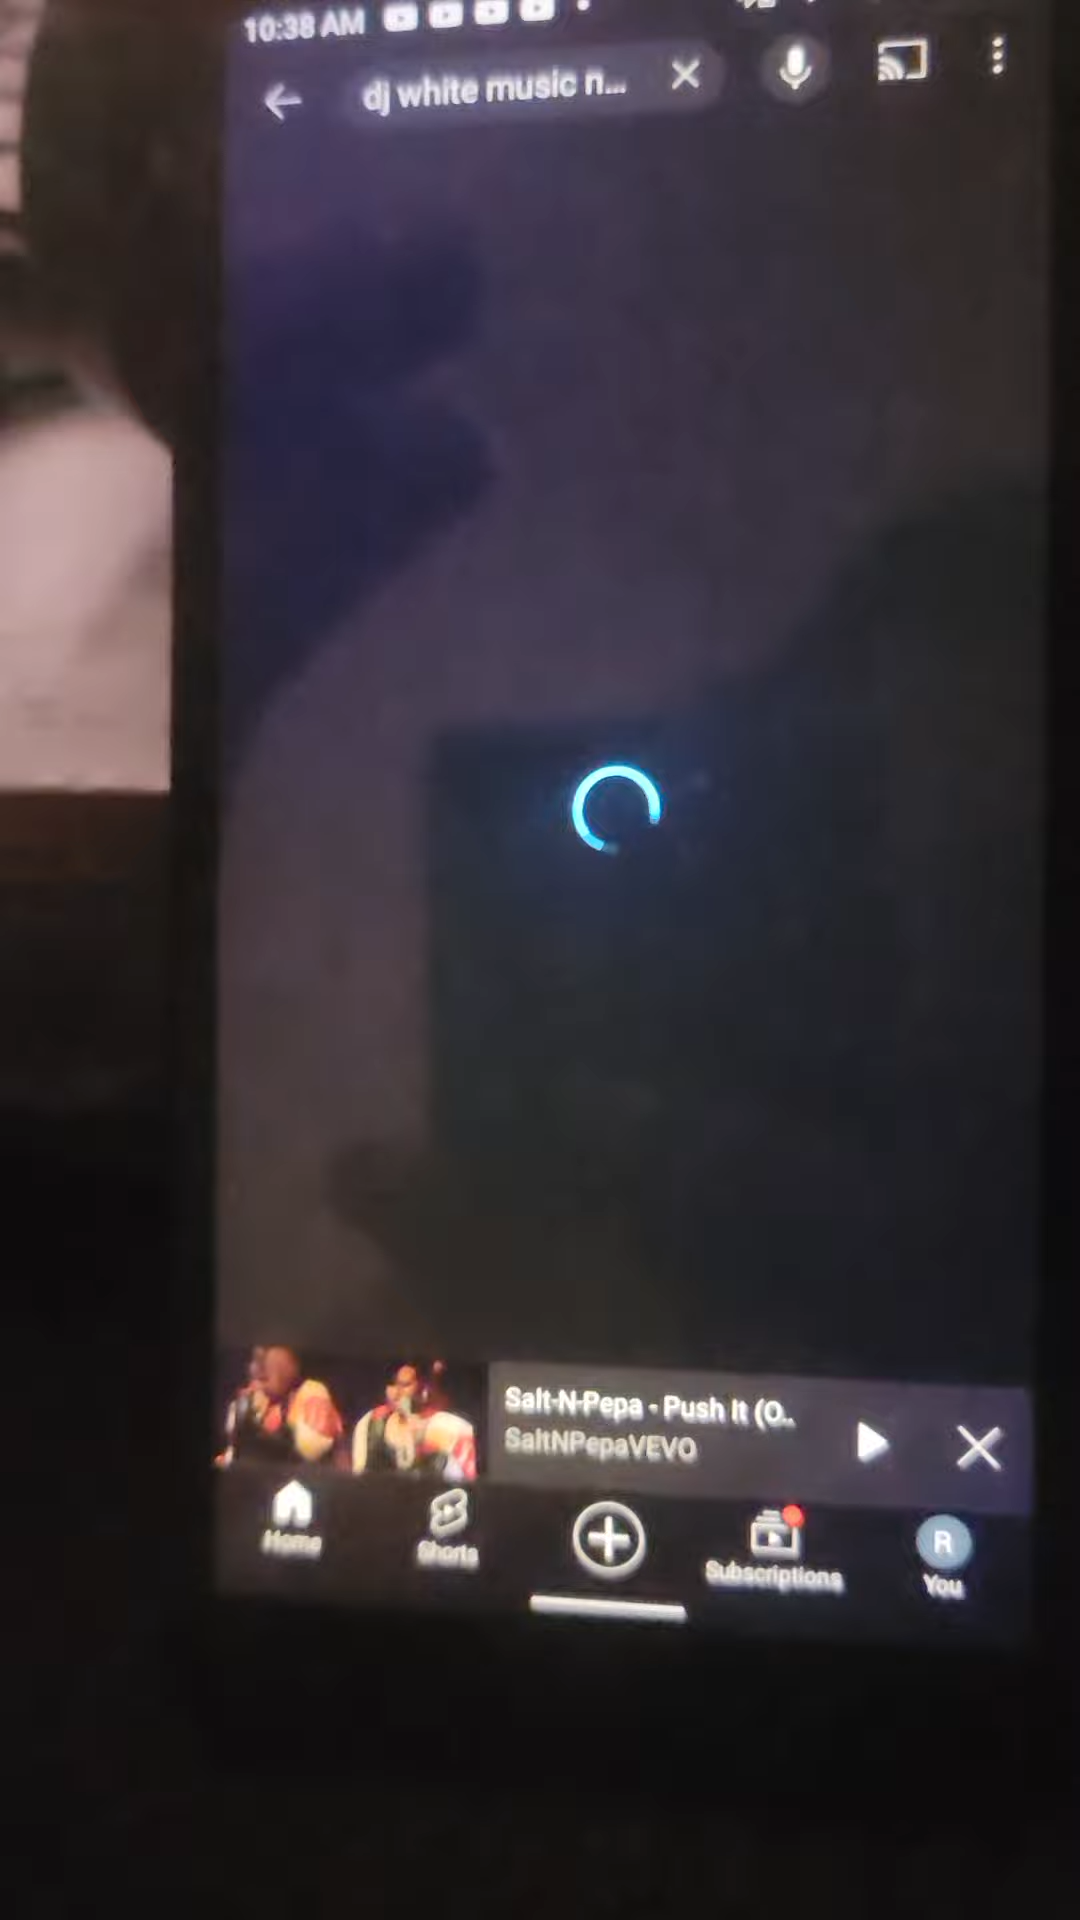 10:38 AM
dj white music n...
Salt-N-Pepa - Push It (O..
SaltNPepaVEVO
Home
Shorts
Subscriptions
R
You